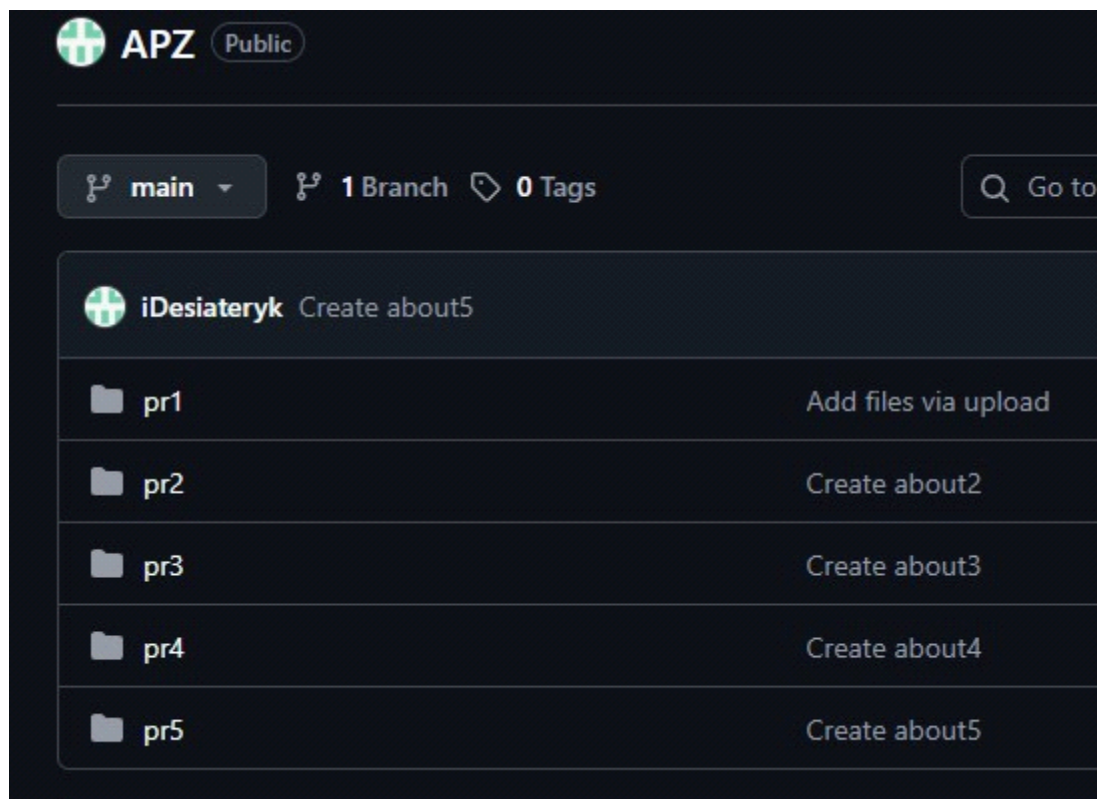 APZ Public
main 1 Branch 0 Tags Go to
iDesiateryk Create about5
pr1 Add files via upload
pr2 Create about2
pr3 Create about3
pr4 Create about4
pr5 Create about5